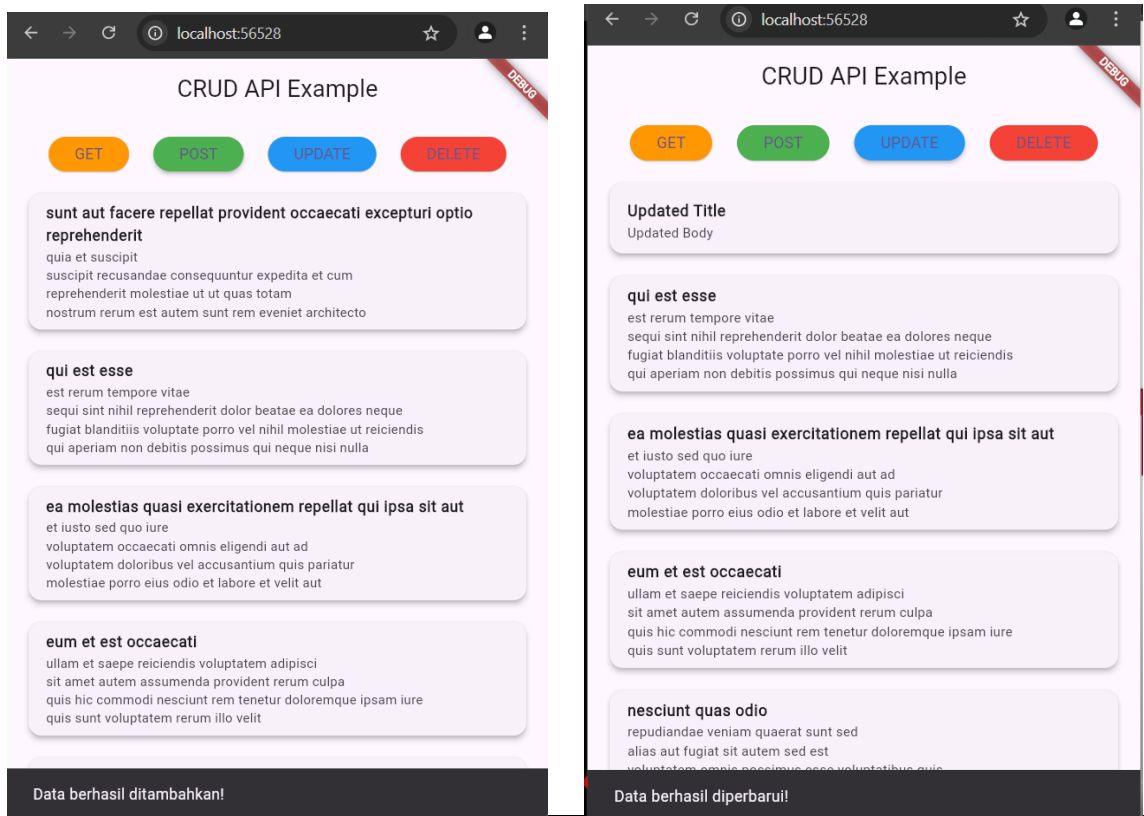 localhost:56528
DEBUG
CRUD API Example
GET POST UPDATE DELETE
sunt aut facere repellat provident occaecati excepturi optio
reprehenderit
quia et suscipit
suscipit recusandae consequuntur expedita et cum
reprehenderit molestiae ut ut quas totam
nostrum rerum est autem sunt rem eveniet architecto
qui est esse
est rerum tempore vitae
sequi sint nihil reprehenderit dolor beatae ea dolores neque
fugiat blanditiis voluptate porro vel nihil molestiae ut reiciendis
qui aperiam non debitis possimus qui neque nisi nulla
ea molestias quasi exercitationem repellat qui ipsa sit aut
et iusto sed quo iure
voluptatem occaecati omnis eligendi aut ad
voluptatem doloribus vel accusantium quis pariatur
molestiae porro eius odio et labore et velit aut
eum et est occaecati
ullam et saepe reiciendis voluptatem adipisci
sit amet autem assumenda provident rerum culpa
quis hic commodi nesciunt rem tenetur doloremque ipsam iure
quis sunt voluptatem rerum illo velit
Data berhasil ditambahkan!
localhost:56528
DEBUG
CRUD API Example
GET POST UPDATE DELETE
Updated Title
Updated Body
qui est esse
est rerum tempore vitae
sequi sint nihil reprehenderit dolor beatae ea dolores neque
fugiat blanditiis voluptate porro vel nihil molestiae ut reiciendis
qui aperiam non debitis possimus qui neque nisi nulla
ea molestias quasi exercitationem repellat qui ipsa sit aut
et iusto sed quo iure
voluptatem occaecati omnis eligendi aut ad
voluptatem doloribus vel accusantium quis pariatur
molestiae porro eius odio et labore et velit aut
eum et est occaecati
ullam et saepe reiciendis voluptatem adipisci
sit amet autem assumenda provident rerum culpa
quis hic commodi nesciunt rem tenetur doloremque ipsam iure
quis sunt voluptatem rerum illo velit
nesciunt quas odio
repudiandae veniam quaerat sunt sed
alias aut fugiat sit autem sed est
voluptatem omnis possimus esse voluptatibus quis
Data berhasil diperbarui!